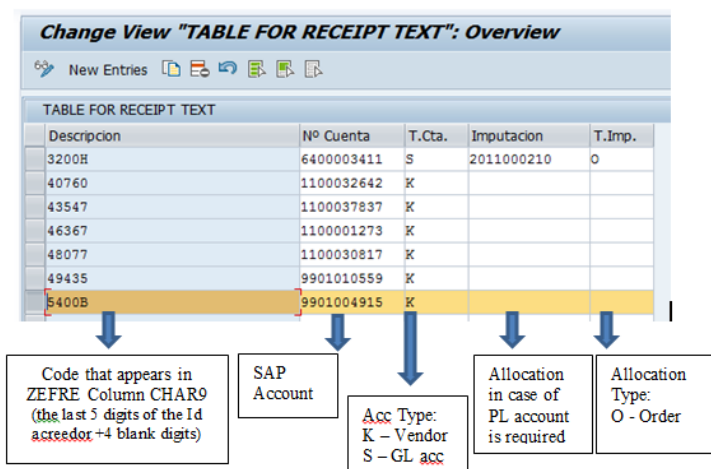 Change View "TABLE FOR RECEIPT TEXT": Overview
New Entries
TABLE FOR RECEIPT TEXT
Descripcion Nº Cuenta T.Cta. Imputacion T.Imp.
3200H 6400003411 S 2011000210 O
40760 1100032642 K
43547 1100037837 K
46367 1100001273 K
48077 1100030817 K
49435 9901010559 K
5400B 9901004915 K
Code that appears in
ZEFRE Column CHAR9
(the last 5 digits of the Id
acreedor +4 blank digits)
SAP
Account
Acc Type:
K – Vendor
S – GL acc
Allocation
in case of
PL account
is required
Allocation
Type:
O - Order